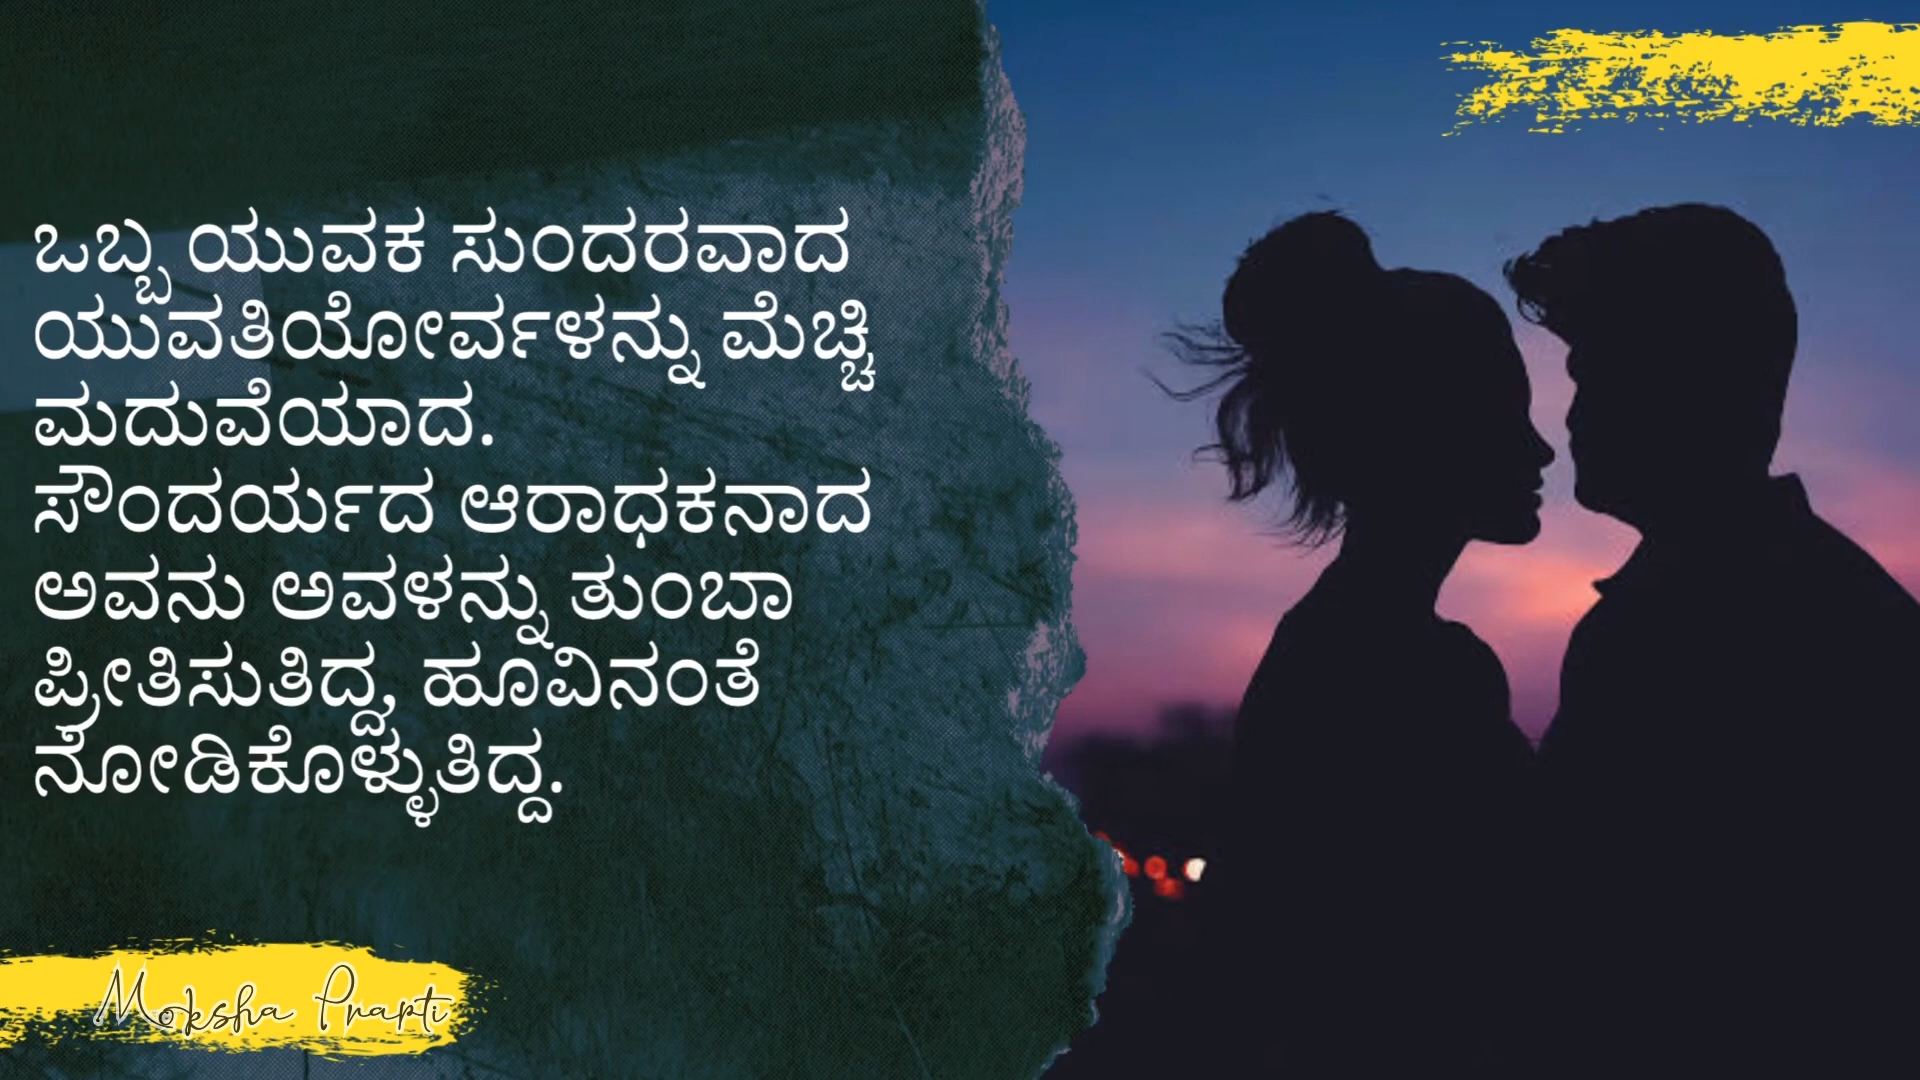 ಒಬ್ಬ ಯುವಕ ಸುಂದರವಾದ
ಯುವತಿಯೋರ್ವಳನ್ನು ಮೆಚ್ಚಿ
ಮದುವೆಯಾದ.
ಸೌಂದರ್ಯದ ಆರಾಧಕನಾದ
ಅವನು ಅವಳನ್ನು ತುಂಬಾ
ಪ್ರೀತಿಸುತಿದ್ದ, ಹೂವಿನಂತೆ
ನೋಡಿಕೊಳ್ಳುತಿದ್ದ.
Moksha Prapti